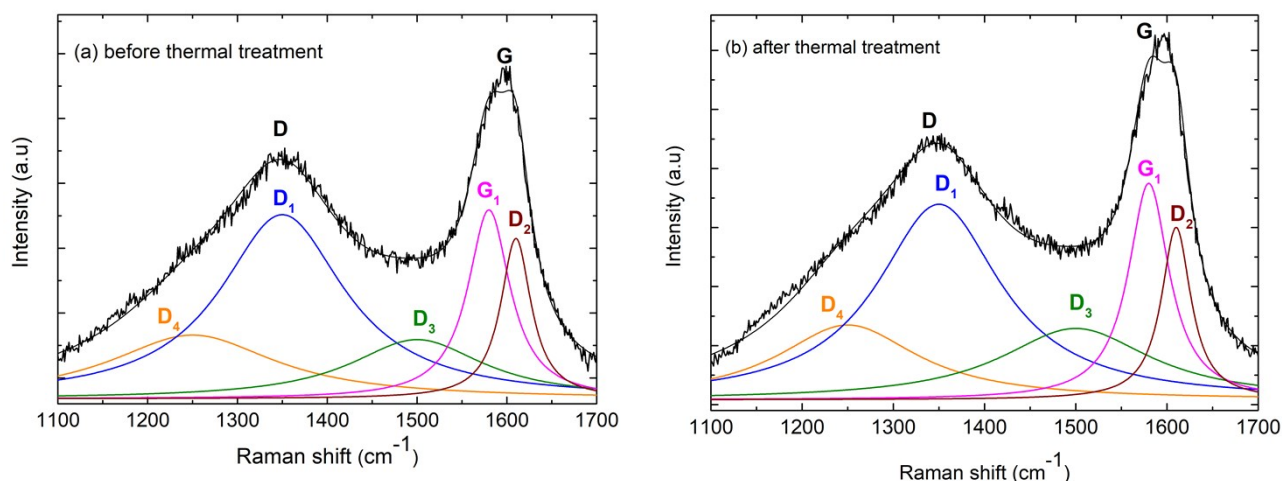 (a) before thermal treatment
G
D
D₁
G₁
D₂
D₄
D₃
Intensity (a.u)
1100 1200 1300 1400 1500 1600 1700
Raman shift (cm⁻¹)
(b) after thermal treatment
G
D
G₁
D₁
D₂
D₄
D₃
Intensity (a.u)
1100 1200 1300 1400 1500 1600 1700
Raman shift (cm⁻¹)